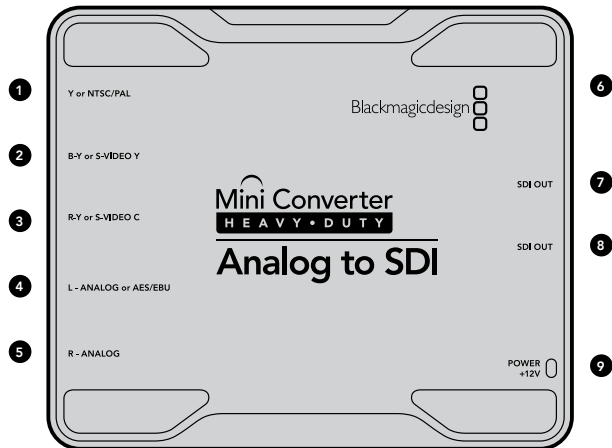 1 Y or NTSC/PAL
2 B-Y or S-VIDEO Y
3 R-Y or S-VIDEO C
4 L - ANALOG or AES/EBU
5 R - ANALOG
Blackmagicdesign
Mini Converter
HEAVY • DUTY
Analog to SDI
6
SDI OUT 7
SDI OUT 8
POWER
+12V 9